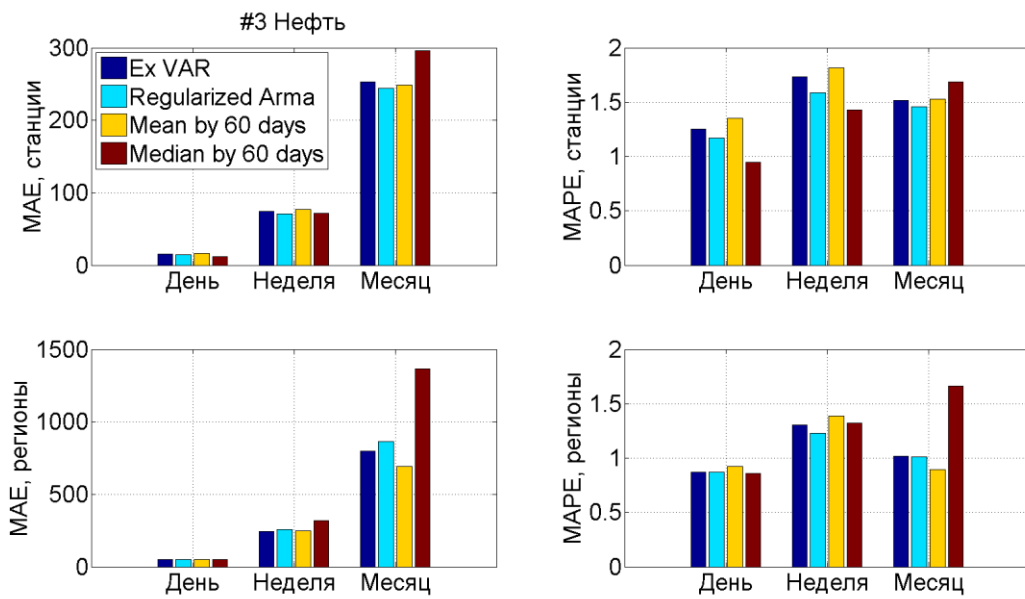 #3 Нефть
MAE, станции
300
200
100
0
Ex VAR
Regularized Arma
Mean by 60 days
Median by 60 days
День Неделя Месяц
MAPE, станции
2
1.5
1
0.5
0
День Неделя Месяц
MAE, регионы
1500
1000
500
0
День Неделя Месяц
MAPE, регионы
2
1.5
1
0.5
0
День Неделя Месяц